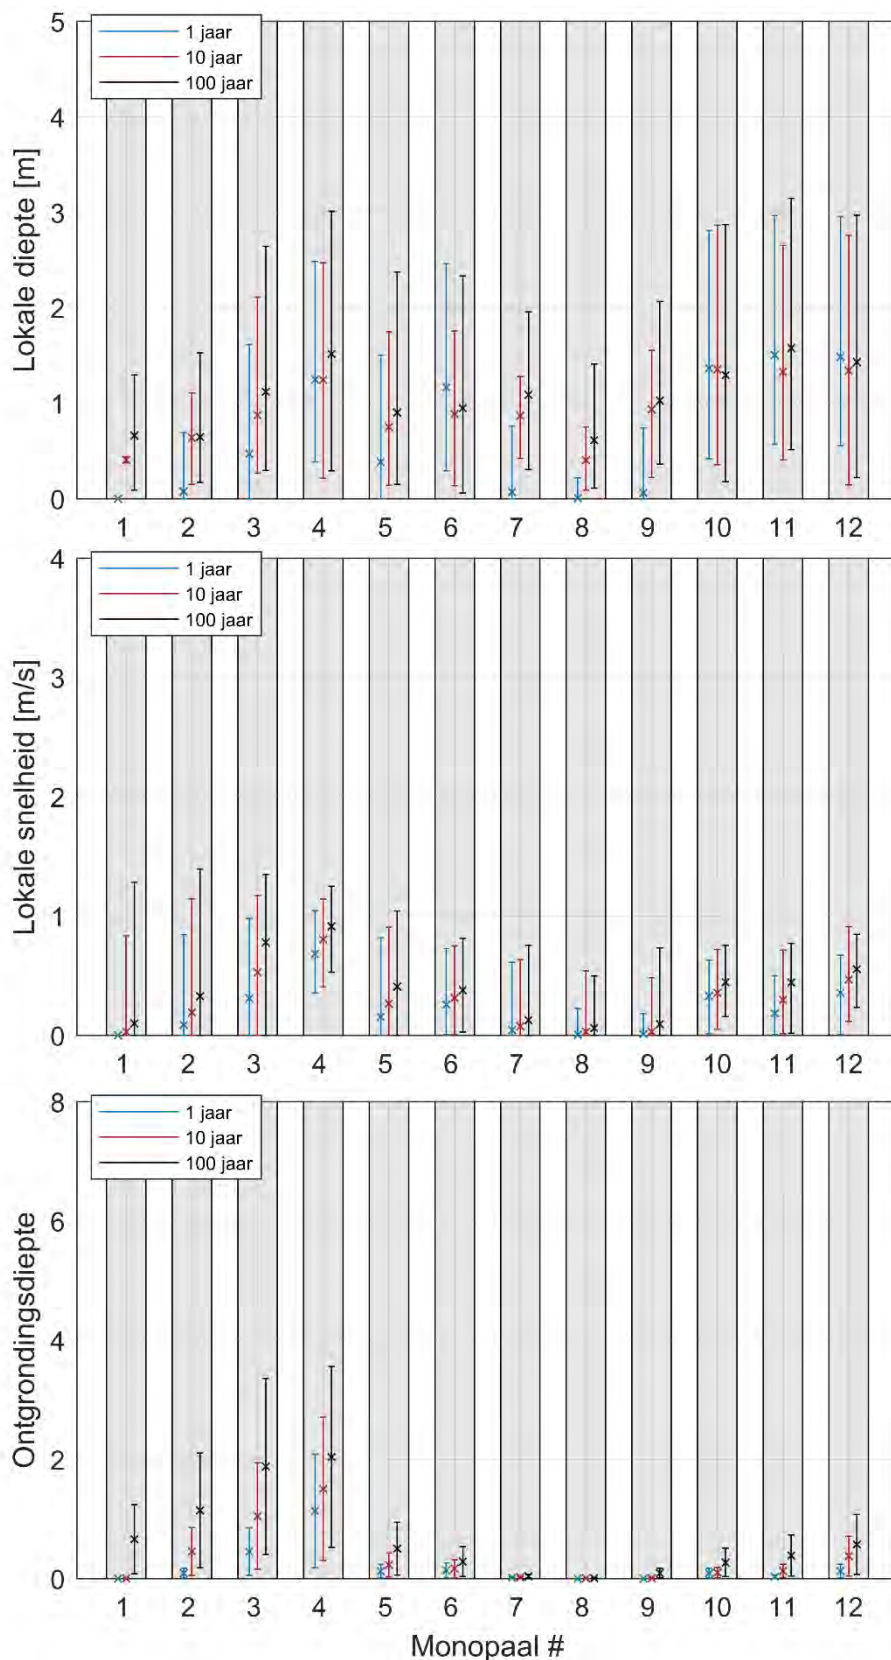 1 jaar
10 jaar
100 jaar
Lokale diepte [m]
5
4
3
2
1
0
1 2 3 4 5 6 7 8 9 10 11 12
1 jaar
10 jaar
100 jaar
Lokale snelheid [m/s]
4
3
2
1
0
1 2 3 4 5 6 7 8 9 10 11 12
1 jaar
10 jaar
100 jaar
Ontgrondingsdiepte
8
6
4
2
0
1 2 3 4 5 6 7 8 9 10 11 12
Monopaal #